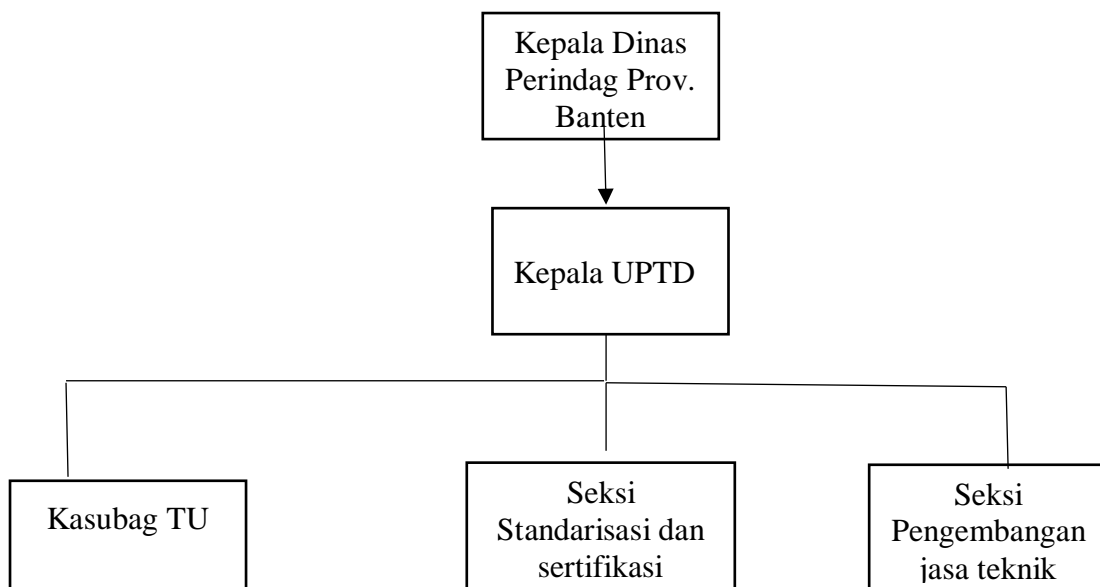 Kepala Dinas
Perindag Prov.
Banten
Kepala UPTD
Kasubag TU
Seksi
Standarisasi dan
sertifikasi
Seksi
Pengembangan
jasa teknik